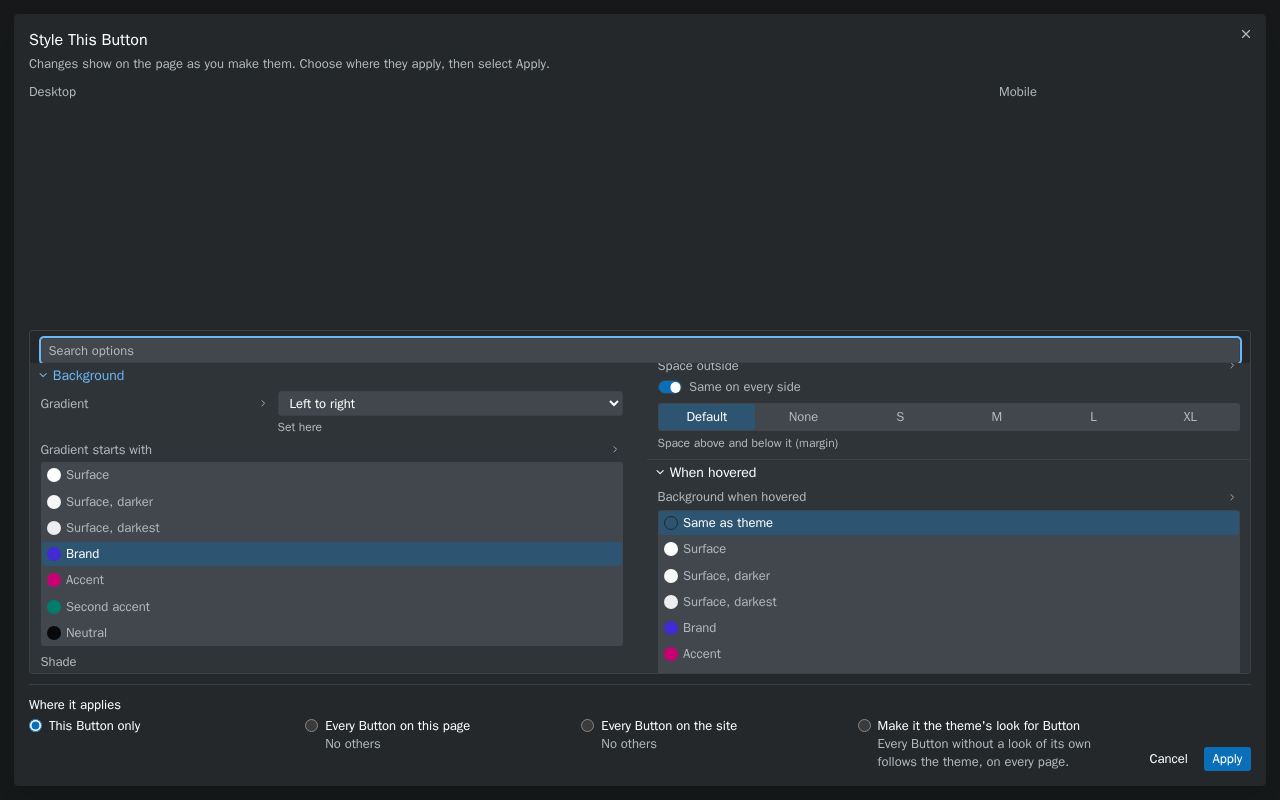 Style This Button
Changes show on the page as you make them. Choose where they apply, then select Apply.
Desktop
Mobile
Search options
Background
Gradient
Left to right
Set here
Gradient starts with
Surface
Surface, darker
Surface, darkest
Brand
Accent
Second accent
Neutral
Shade
Space outside
Same on every side
Default None S M L XL
Space above and below it (margin)
When hovered
Background when hovered
Same as theme
Surface
Surface, darker
Surface, darkest
Brand
Accent
Where it applies
This Button only
Every Button on this page
No others
Every Button on the site
No others
Make it the theme's look for Button
Every Button without a look of its own
follows the theme, on every page.
Cancel
Apply